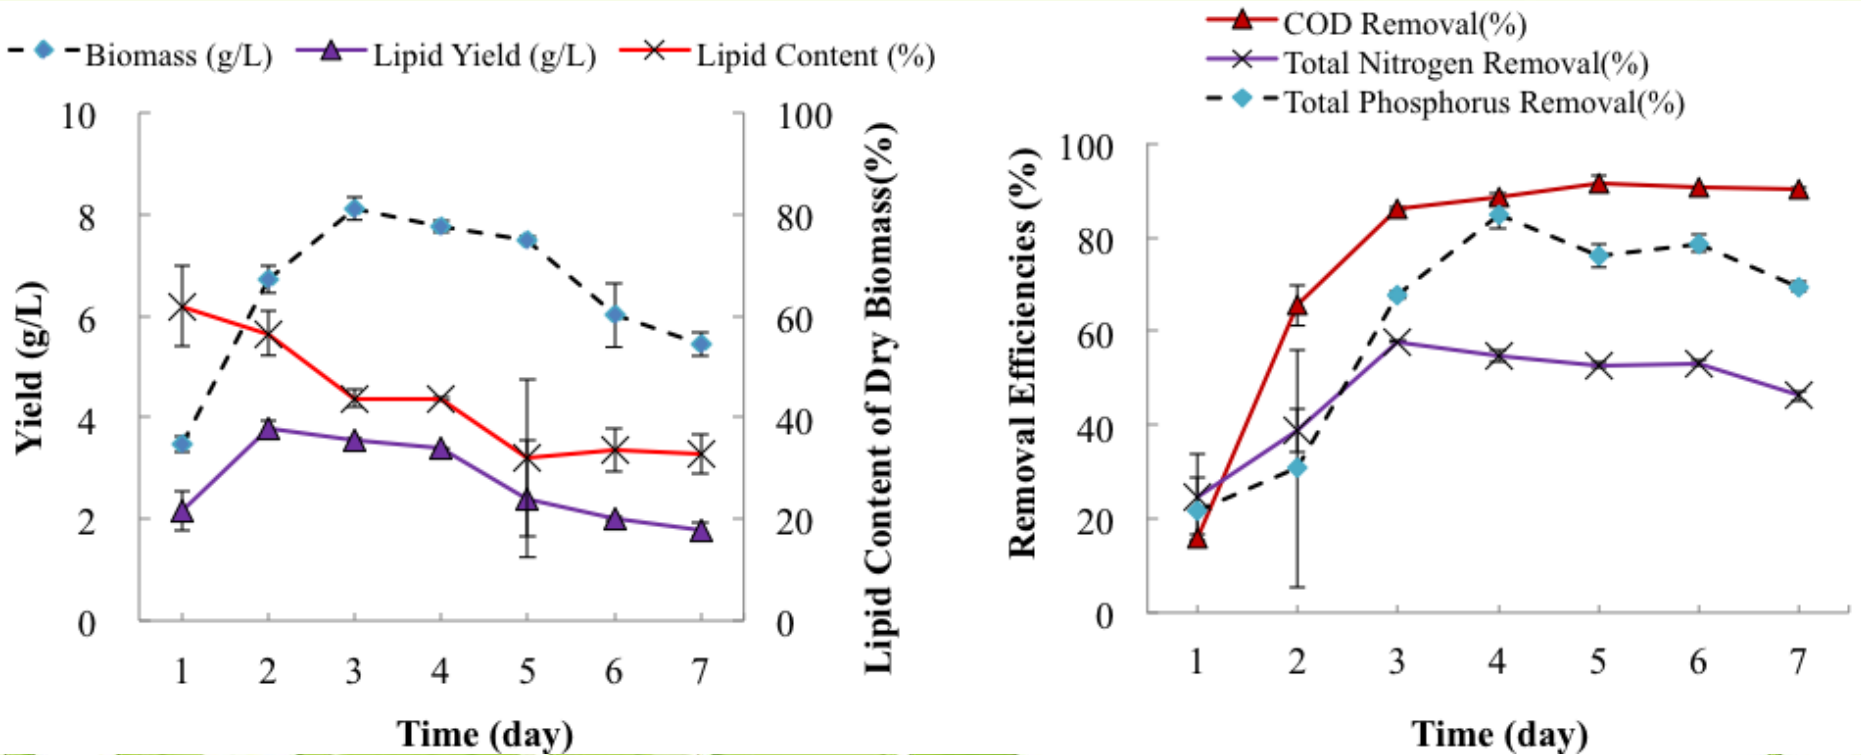 Biomass (g/L) Lipid Yield (g/L) Lipid Content (%)
10
8
6
4
2
0
Yield (g/L)
100
80
60
40
20
0
Lipid Content of Dry Biomass(%)
1 2 3 4 5 6 7
Time (day)
COD Removal(%)
Total Nitrogen Removal(%)
Total Phosphorus Removal(%)
100
80
60
40
20
0
Removal Efficiencies (%)
1 2 3 4 5 6 7
Time (day)